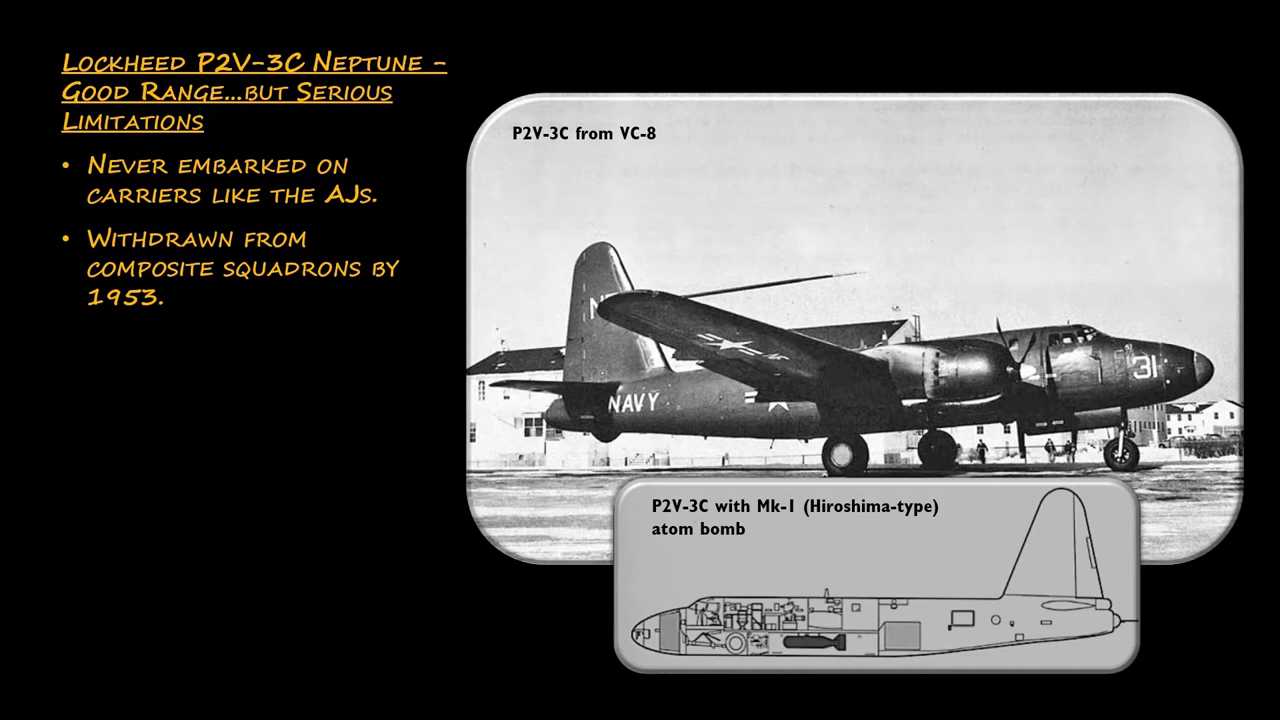 Lockheed P2V-3C Neptune –
Good Range…but Serious
Limitations
• Never embarked on
carriers like the AJs.
• Withdrawn from
composite squadrons by
1953.
P2V-3C from VC-8
31
NAVY
P2V-3C with Mk-1 (Hiroshima-type)
atom bomb